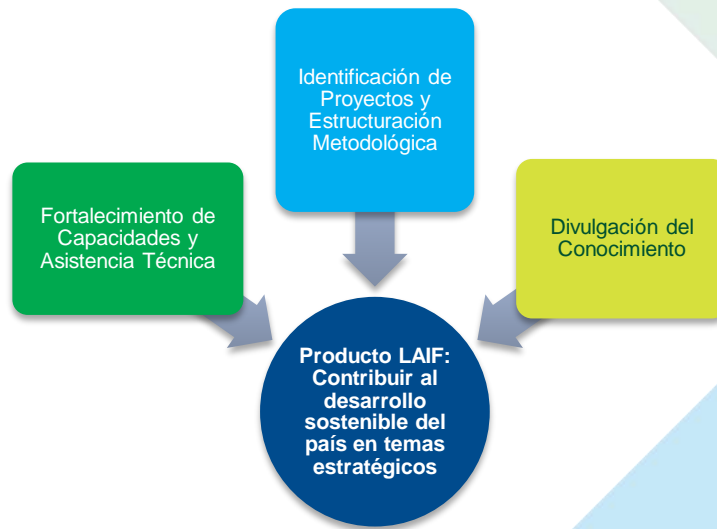 Identificación de
Proyectos y
Estructuración
Metodológica
Fortalecimiento de
Capacidades y
Asistencia Técnica
Divulgación del
Conocimiento
Producto LAIF:
Contribuir al
desarrollo
sostenible del
país en temas
estratégicos